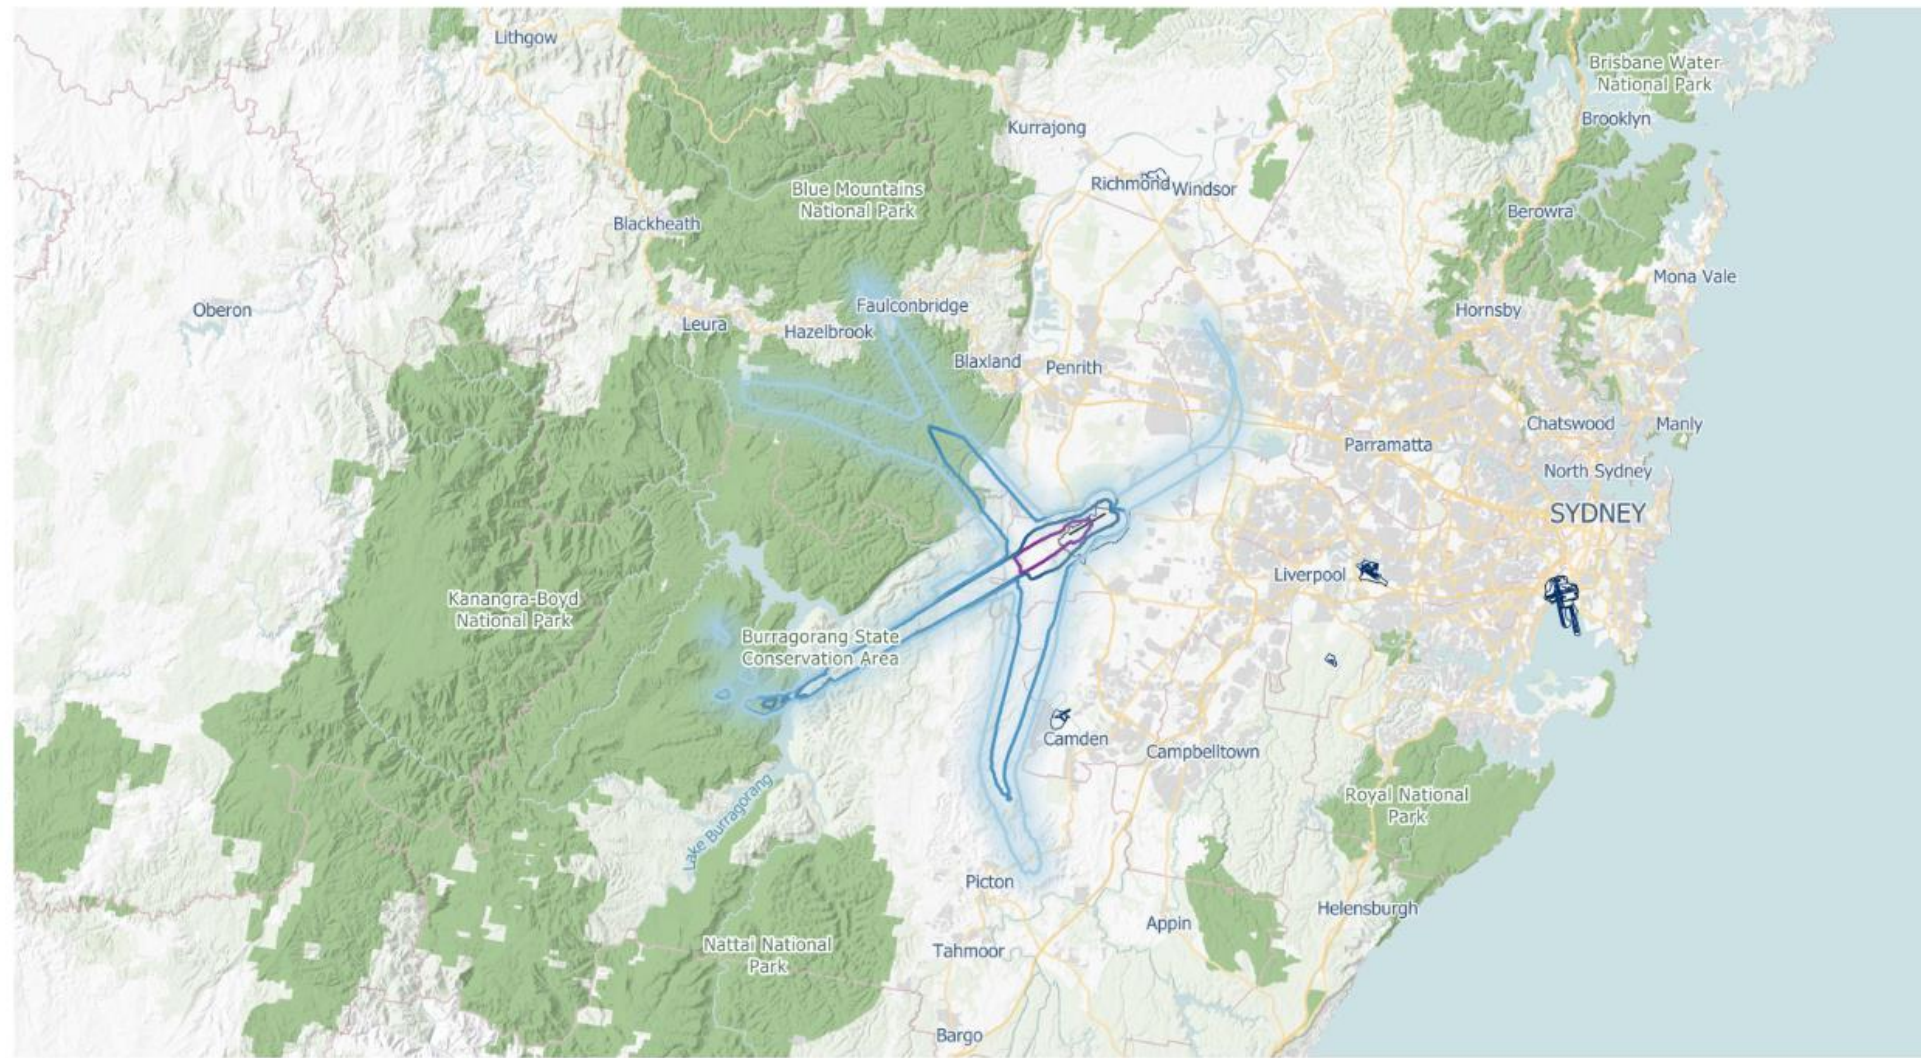 Lithgow
Brisbane Water
National Park
Brooklyn
Kurrajong
Richmond
Windsor
Blue Mountains
National Park
Berowra
Blackheath
Mona Vale
Oberon
Faulconbridge
Hornsby
Leura
Hazelbrook
Blaxland
Penrith
Chatswood
Manly
Parramatta
North Sydney
SYDNEY
Liverpool
Kanangra-Boyd
National Park
Burragorang State
Conservation Area
Camden
Campbelltown
Royal National
Park
Lake Burragorang
Picton
Helensburgh
Appin
Nattai National
Park
Tahmoor
Bargo